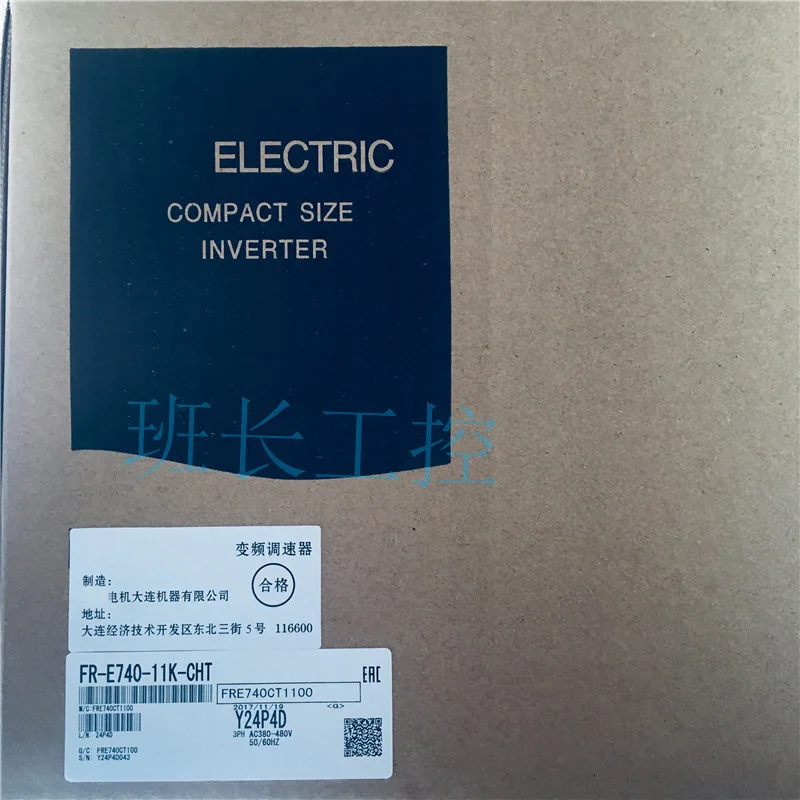 ELECTRIC
COMPACT SIZE
INVERTER
班长工控
变频调速器
制造:
合格
电机大连机器有限公司
地址:
大连经济技术开发区东北三街5号 116600
FR-E740-11K-CHT
EAC
FRE740CT1100
M/C:FRE740CT1100
2017/11/19 <G>
Y24P4D
L/N: 24P4D
3PH AC380-480V
50/60HZ
G/C: FRE740CT100
S/N: Y24P4D043